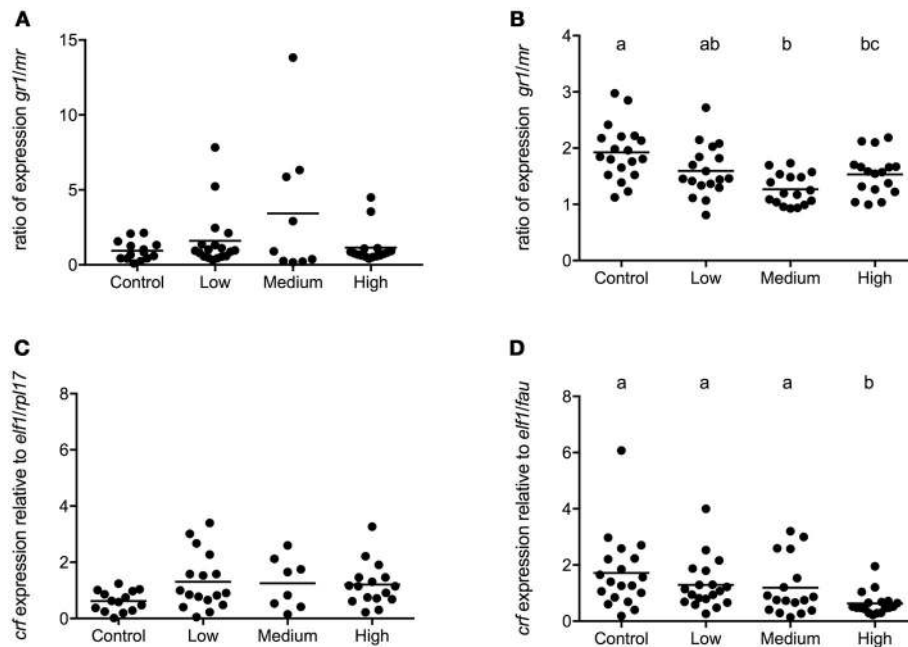 A
ratio of expression gr1/mr
15
10
5
0
Control Low Medium High
B
ratio of expression gr1/mr
a ab b bc
4
3
2
1
0
Control Low Medium High
C
crf expression relative to elf1/rpl17
8
6
4
2
0
Control Low Medium High
D
crf expression relative to elf1/fau
a a a b
8
6
4
2
0
Control Low Medium High